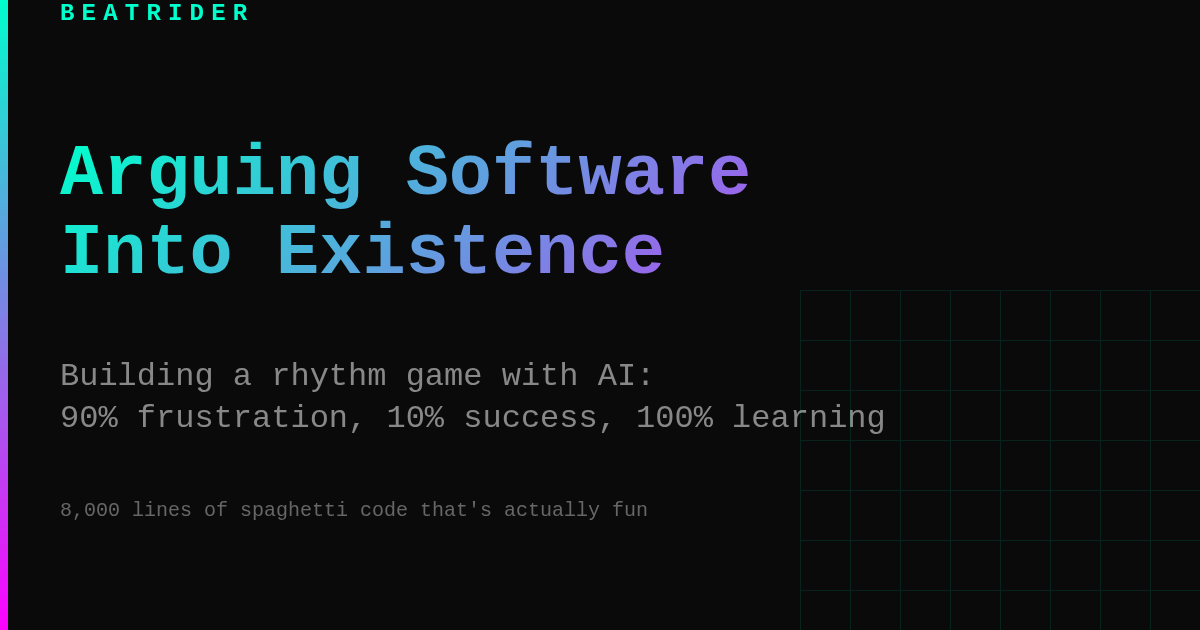 BEATRIDER
Arguing Software
Into Existence
Building a rhythm game with AI:
90% frustration, 10% success, 100% learning
8,000 lines of spaghetti code that's actually fun